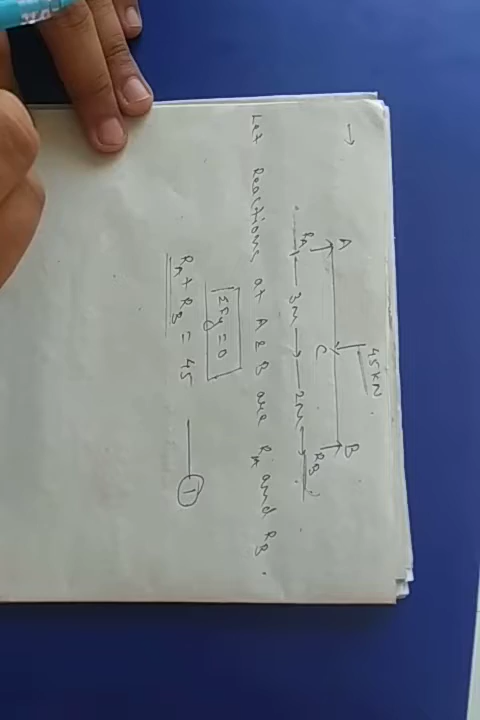 →
45 KN
A C B
RA 3m 2m RB
Let Reactions at A & B are RA and RB.
ΣFy = 0
RA + RB = 45 — 1